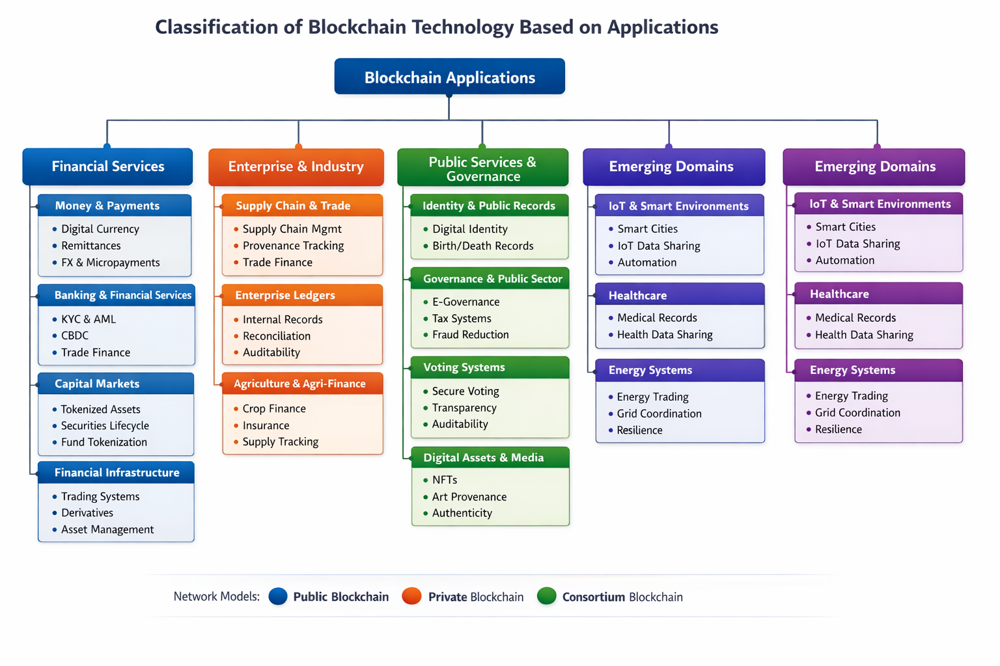 Classification of Blockchain Technology Based on Applications
Blockchain Applications
Financial Services
Money & Payments
Digital Currency
Remittances
FX & Micropayments
Banking & Financial Services
KYC & AML
CBDC
Trade Finance
Capital Markets
Tokenized Assets
Securities Lifecycle
Fund Tokenization
Financial Infrastructure
Trading Systems
Derivatives
Asset Management
Enterprise & Industry
Supply Chain & Trade
Supply Chain Mgmt
Provenance Tracking
Trade Finance
Enterprise Ledgers
Internal Records
Reconciliation
Auditability
Agriculture & Agri-Finance
Crop Finance
Insurance
Supply Tracking
Public Services &
Governance
Identity & Public Records
Digital Identity
Birth/Death Records
Governance & Public Sector
E-Governance
Tax Systems
Fraud Reduction
Voting Systems
Secure Voting
Transparency
Auditability
Digital Assets & Media
NFTs
Art Provenance
Authenticity
Emerging Domains
IoT & Smart Environments
Smart Cities
IoT Data Sharing
Automation
Healthcare
Medical Records
Health Data Sharing
Energy Systems
Energy Trading
Grid Coordination
Resilience
Emerging Domains
IoT & Smart Environments
Smart Cities
IoT Data Sharing
Automation
Healthcare
Medical Records
Health Data Sharing
Energy Systems
Energy Trading
Grid Coordination
Resilience
Network Models: Public Blockchain Private Blockchain Consortium Blockchain